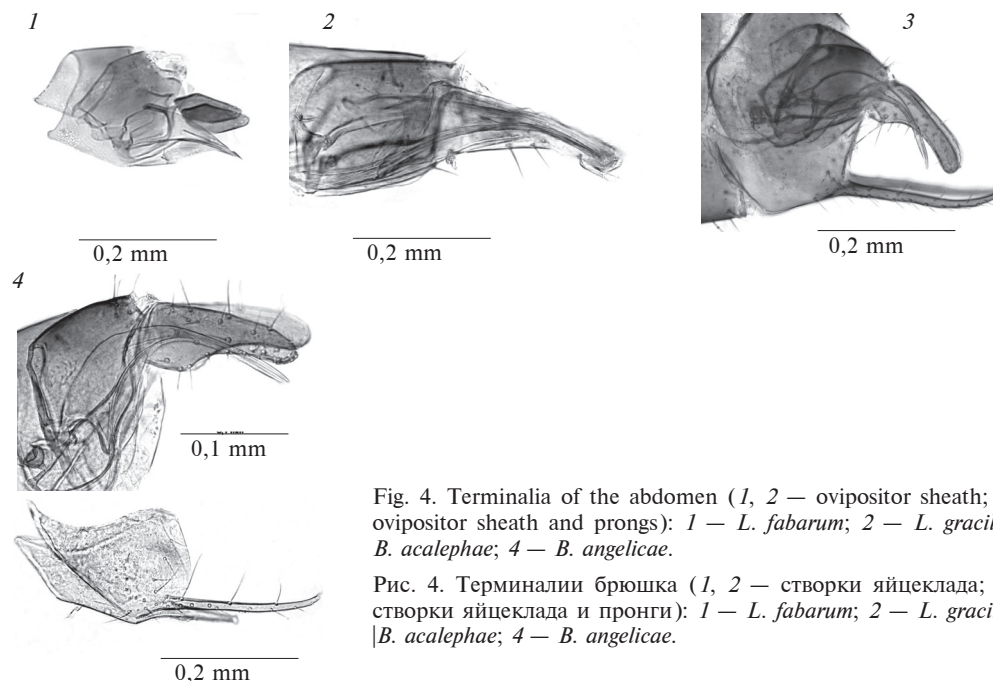 1
2
3
0,2 mm
0,2 mm
0,2 mm
4
0,1 mm
0,2 mm
Fig. 4. Terminalia of the abdomen (1, 2 — ovipositor sheath;
ovipositor sheath and prongs): 1 — L. fabarum; 2 — L. gracil
B. acalephae; 4 — B. angelicae.
Рис. 4. Терминалии брюшка (1, 2 — створки яйцеклада;
створки яйцеклада и пронги): 1 — L. fabarum; 2 — L. graci
|B. acalephae; 4 — B. angelicae.